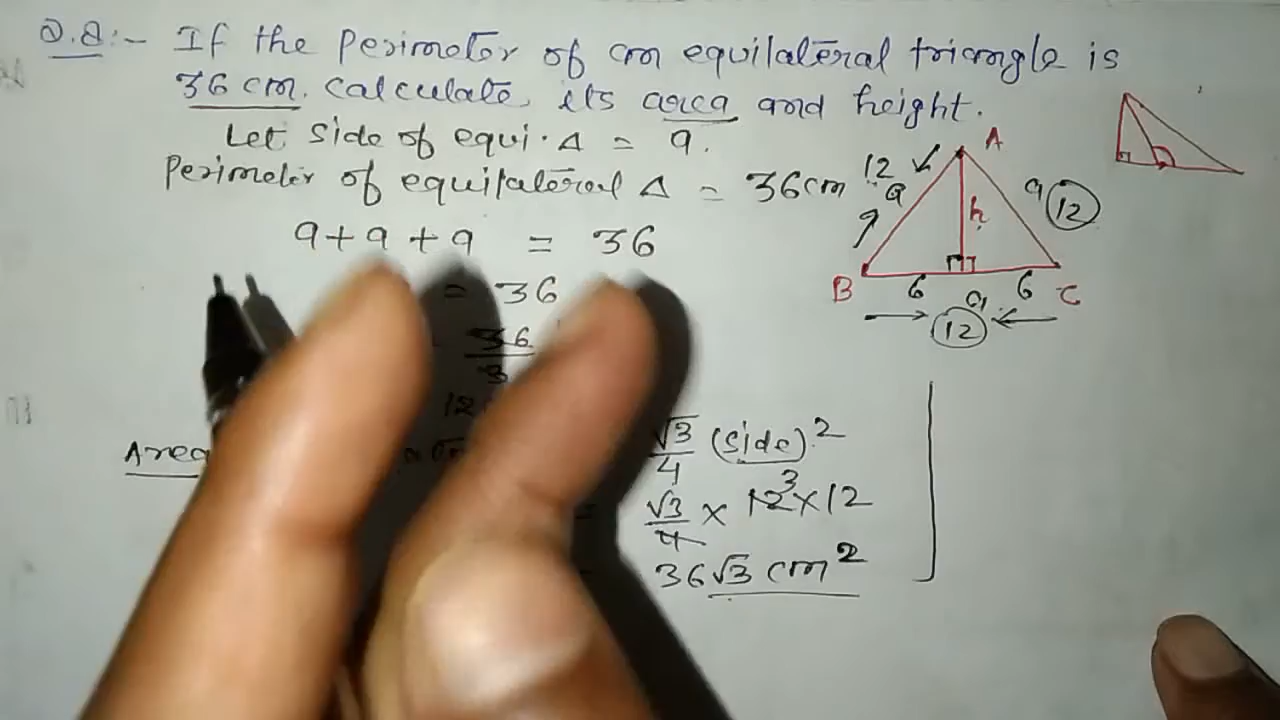 Q.8:- If the Perimeter of an equilateral triangle is
36 cm. calculate its area and height.
Let side of equi. Δ = a.
Perimeter of equilateral Δ = 36cm
a+a+a = 36
= 36
36
3
12
Area
√3/4 (side)²
√3/4 × 12 3 × 12
36√3 cm²
A
12
a
a 12
h
B 6 a 6 C
12